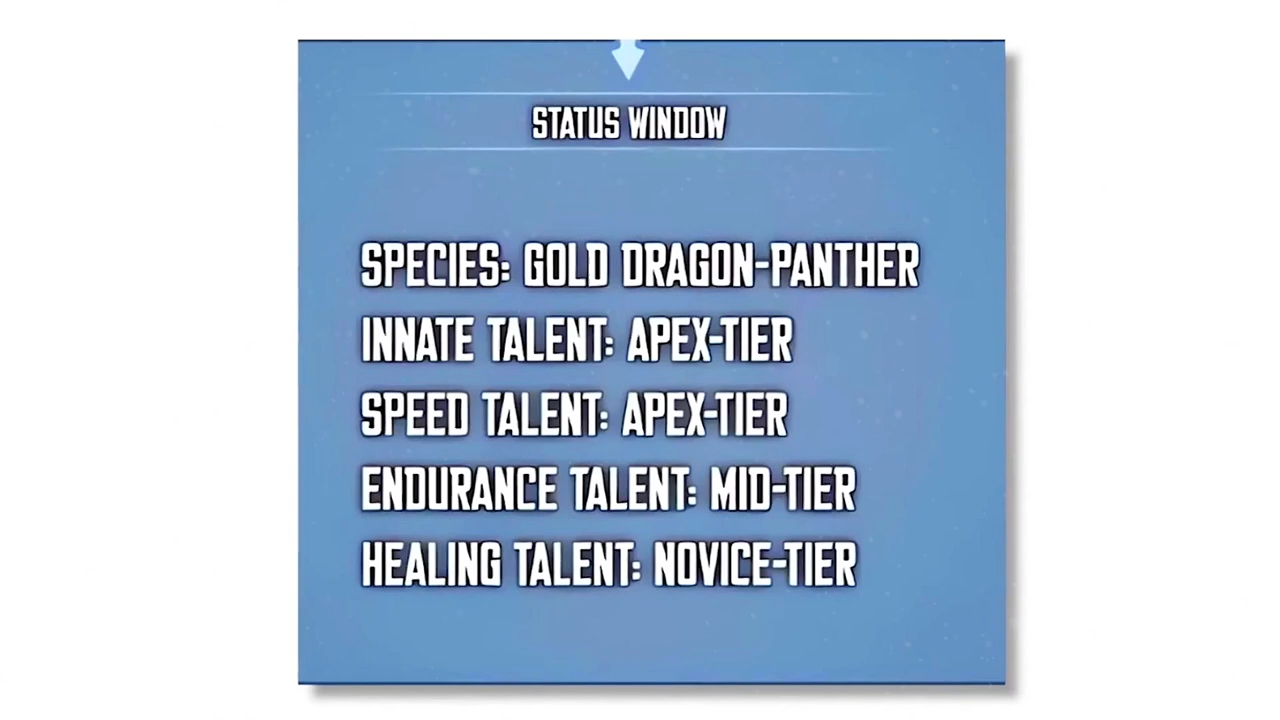 STATUS WINDOW
SPECIES: GOLD DRAGON-PANTHER
INNATE TALENT: APEX-TIER
SPEED TALENT: APEX-TIER
ENDURANCE TALENT: MID-TIER
HEALING TALENT: NOVICE-TIER